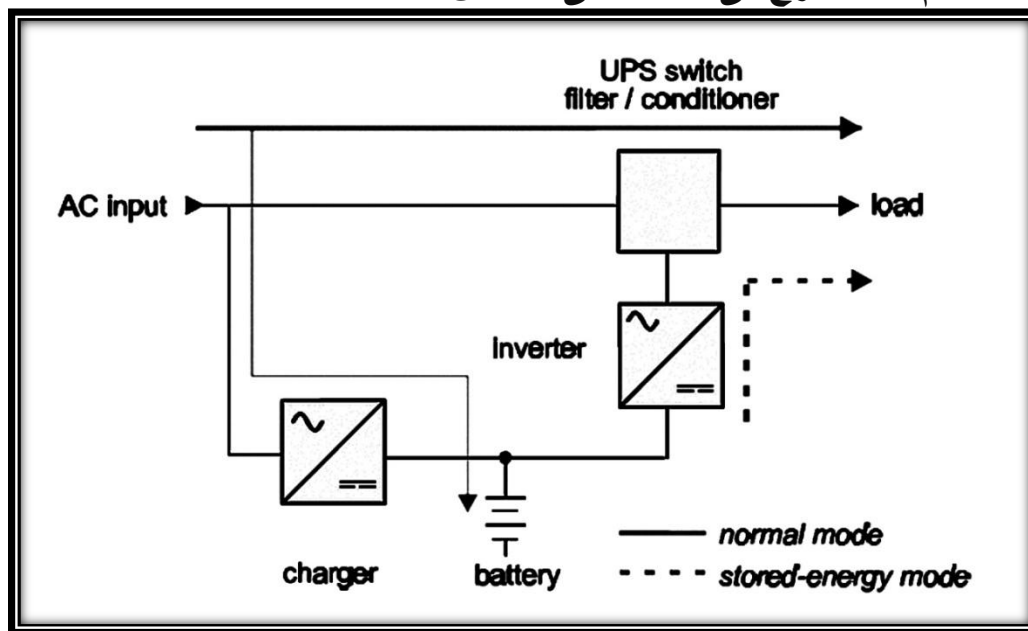 UPS switch
filter / conditioner
AC input
load
inverter
normal mode
stored-energy mode
charger
battery